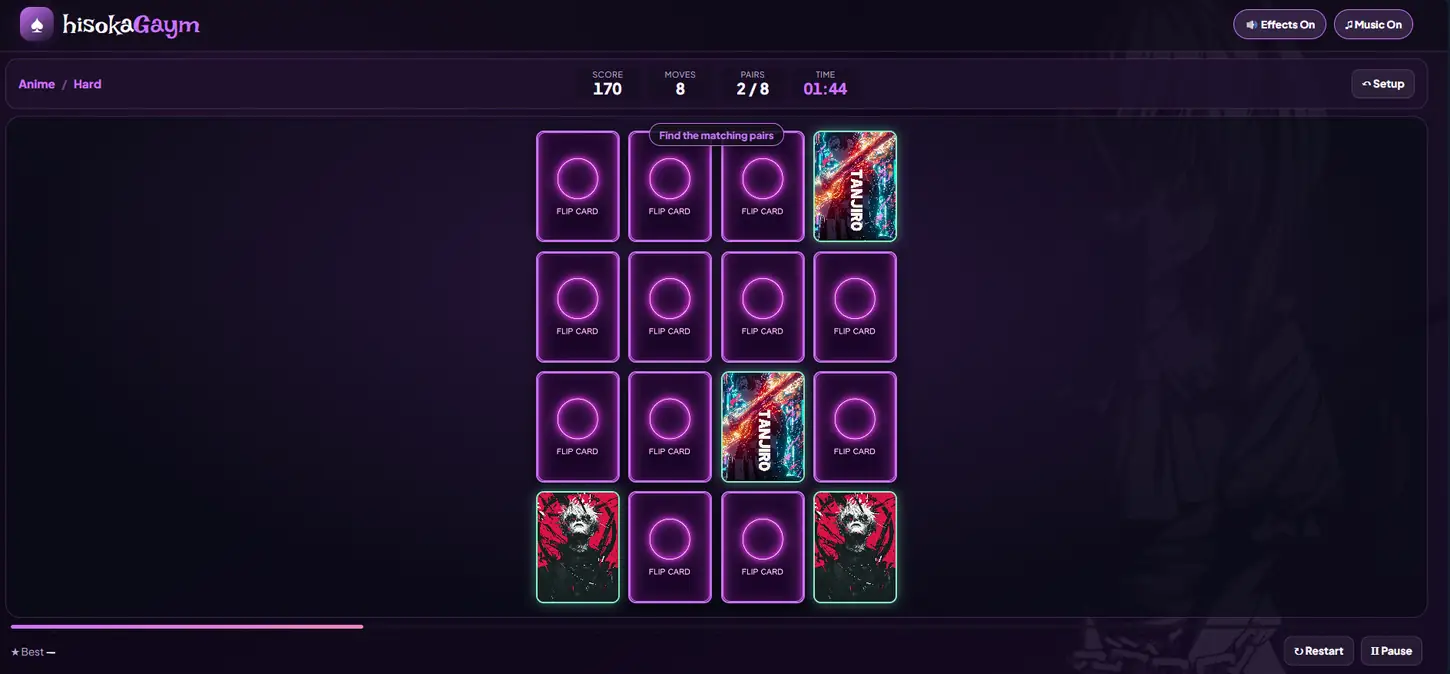 hisokaGaym
Effects On
Music On
Anime / Hard
SCORE
170
MOVES
8
PAIRS
2 / 8
TIME
01:44
Setup
Find the matching pairs
FLIP CARD
FLIP CARD
FLIP CARD
TANJIRO
FLIP CARD
FLIP CARD
FLIP CARD
FLIP CARD
FLIP CARD
FLIP CARD
TANJIRO
FLIP CARD
FLIP CARD
FLIP CARD
★ Best —
Restart
Pause